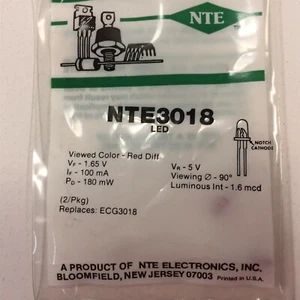 NTE
NTE3018
LED
NOTCH
CATHODE
Viewed Color - Red Diff
VF - 1.65 V
IF - 100 mA
PD - 180 mW
VR - 5 V
Viewing ∅ - 90°
Luminous Int - 1.6 mcd
(2/Pkg)
Replaces: ECG3018
A PRODUCT OF NTE ELECTRONICS, INC.
BLOOMFIELD, NEW JERSEY 07003 Printed in U.S.A.